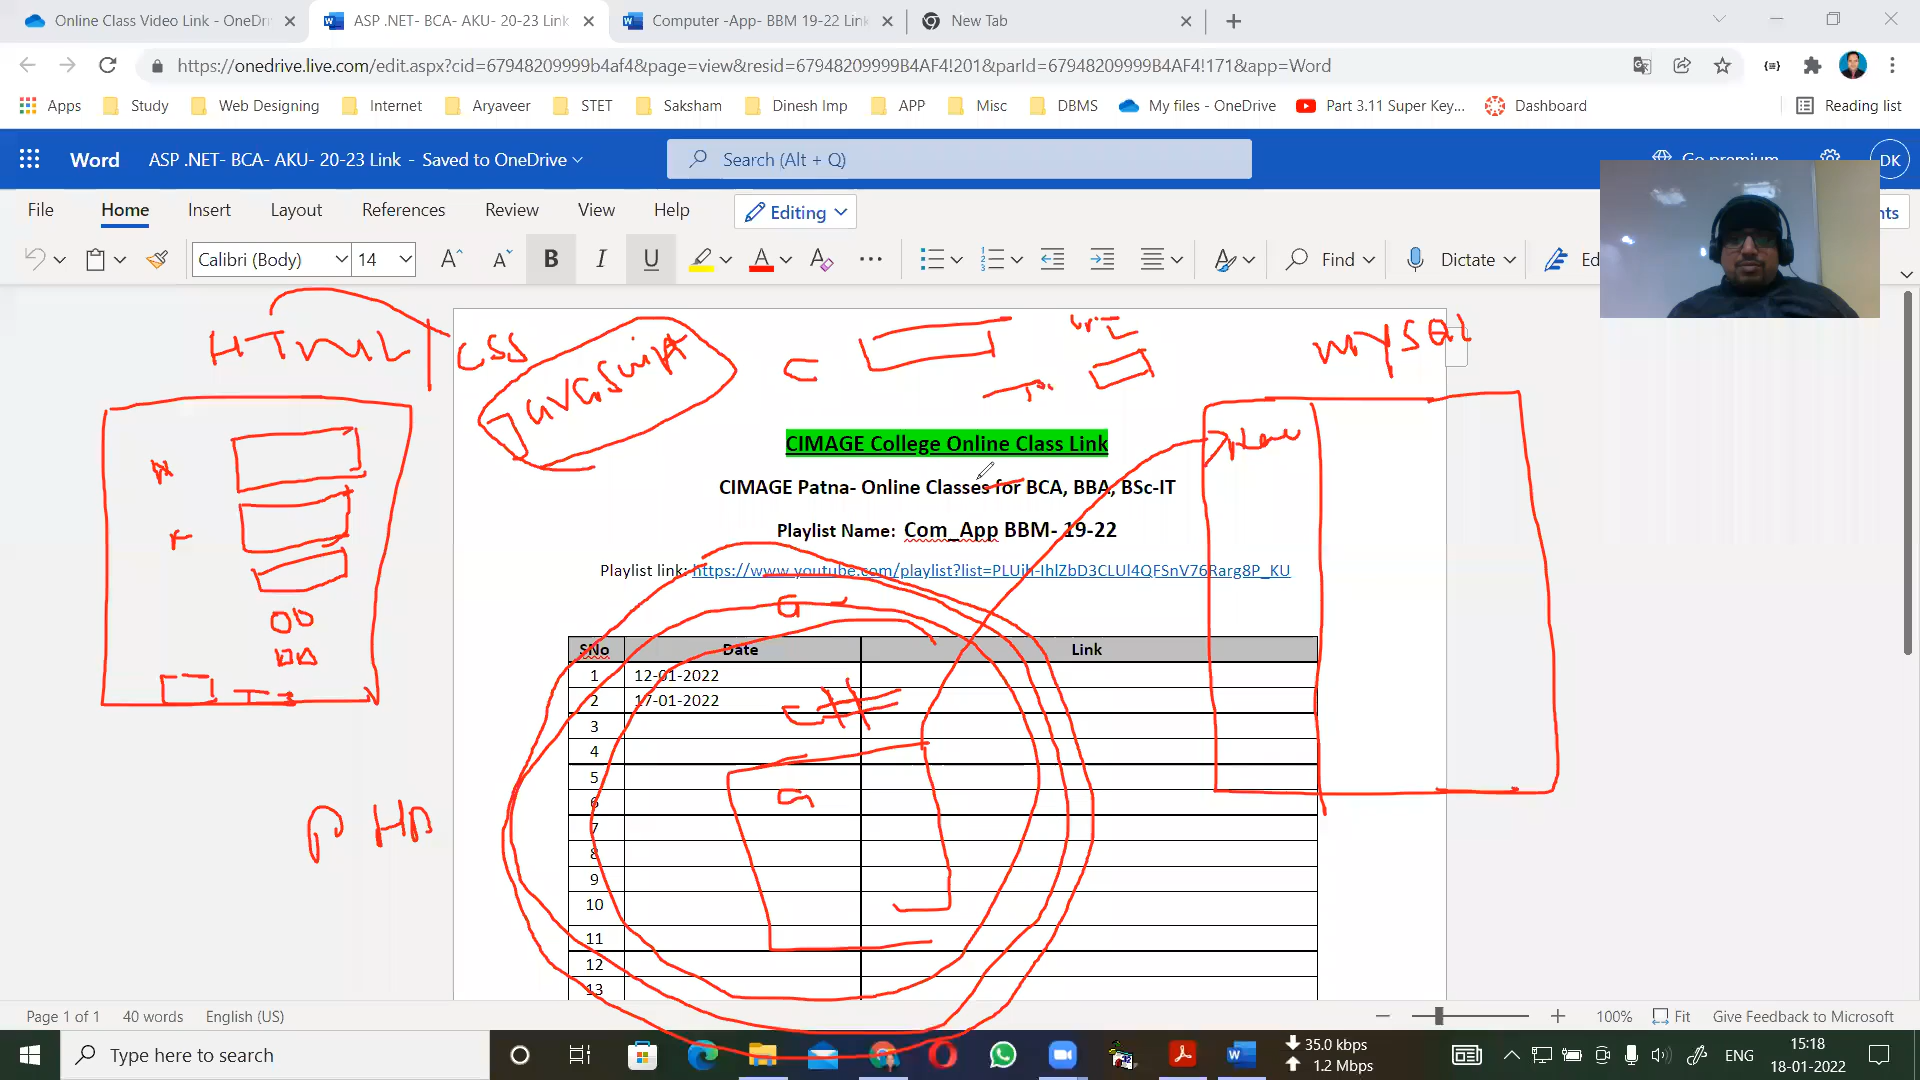 Online Class Video Link - OneDri
ASP .NET- BCA- AKU- 20-23 Link
Computer -App- BBM 19-22 Link
New Tab
https://onedrive.live.com/edit.aspx?cid=67948209999b4af4&page=view&resid=67948209999B4AF4!201&parId=67948209999B4AF4!171&app=Word
Apps Study Web Designing Internet Aryaveer STET Saksham Dinesh Imp APP Misc DBMS My files - OneDrive Part 3.11 Super Key... Dashboard Reading list
Word ASP .NET- BCA- AKU- 20-23 Link - Saved to OneDrive Search (Alt + Q) Go premium DK
File Home Insert Layout References Review View Help Editing nts
Calibri (Body) 14 A A B I U A A Find Dictate Ed
HTML CSS
JavaScript
C
MYSQL
CIMAGE College Online Class Link
CIMAGE Patna- Online Classes for BCA, BBA, BSc-IT
Playlist Name: Com_App BBM- 19-22
Playlist link: https://www.youtube.com/playlist?list=PLUjh-IhlZbD3CLUl4QFSnV76Rarg8P_KU
G
SNo Date Link
1 12-01-2022
2 17-01-2022
3
4
5
6
7
8
9
10
11
12
13
C#
G
PHP
Page 1 of 1 40 words English (US) 100% Fit Give Feedback to Microsoft
Type here to search
35.0 kbps
1.2 Mbps
ENG
15:18
18-01-2022